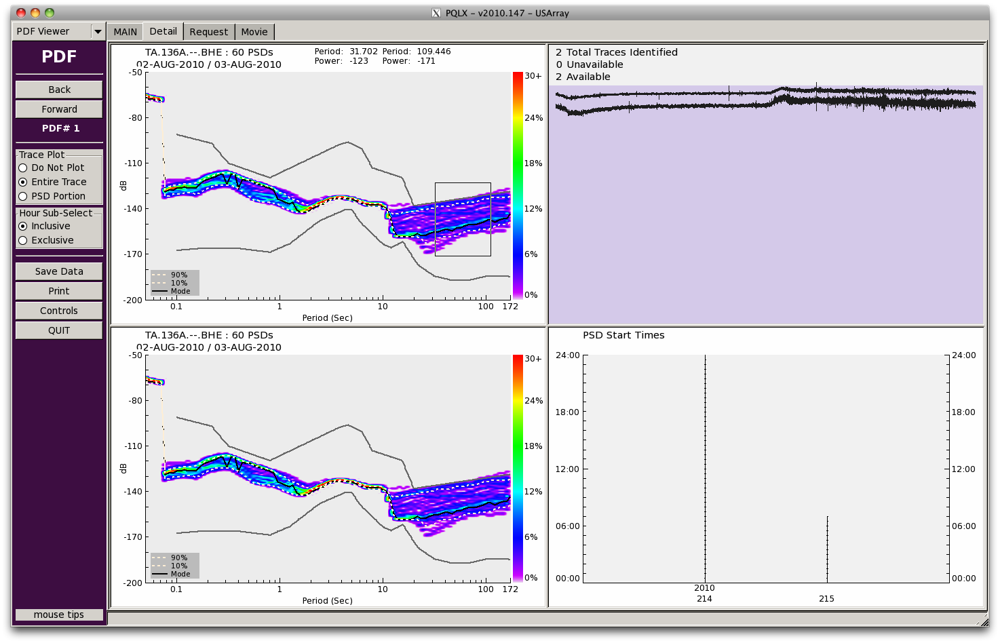 PQLX – v2010.147 – USArray
PDF Viewer
MAIN Detail Request Movie
PDF
Back
Forward
PDF# 1
Trace Plot
Do Not Plot
Entire Trace
PSD Portion
Hour Sub-Select
Inclusive
Exclusive
Save Data
Print
Controls
QUIT
mouse tips
TA.136A.--.BHE : 60 PSDs
02-AUG-2010 / 03-AUG-2010
Period: 31.702 Period: 109.446
Power: -123 Power: -171
-50
-80
-110
-140
-170
-200
dB
90%
10%
Mode
0.1 1 10 100 172
Period (Sec)
30+
24%
18%
12%
6%
0%
2 Total Traces Identified
0 Unavailable
2 Available
TA.136A.--.BHE : 60 PSDs
02-AUG-2010 / 03-AUG-2010
-50
-80
-110
-140
-170
-200
dB
90%
10%
Mode
0.1 1 10 100 172
Period (Sec)
30+
24%
18%
12%
6%
0%
PSD Start Times
24:00 24:00
18:00 18:00
12:00 12:00
06:00 06:00
00:00 00:00
2010
214 215